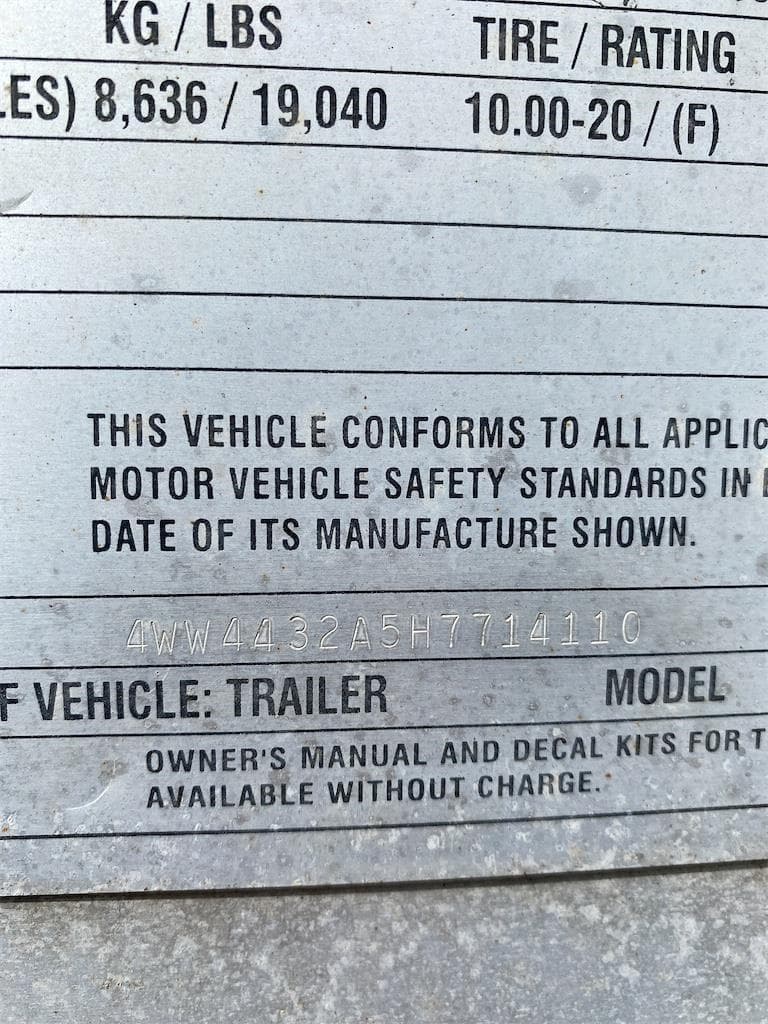 KG / LBS TIRE / RATING
LES) 8,636 / 19,040 10.00-20 / (F)
THIS VEHICLE CONFORMS TO ALL APPLIC
MOTOR VEHICLE SAFETY STANDARDS IN
DATE OF ITS MANUFACTURE SHOWN.
4WW4432A5H7714110
F VEHICLE: TRAILER MODEL
OWNER'S MANUAL AND DECAL KITS FOR T
AVAILABLE WITHOUT CHARGE.